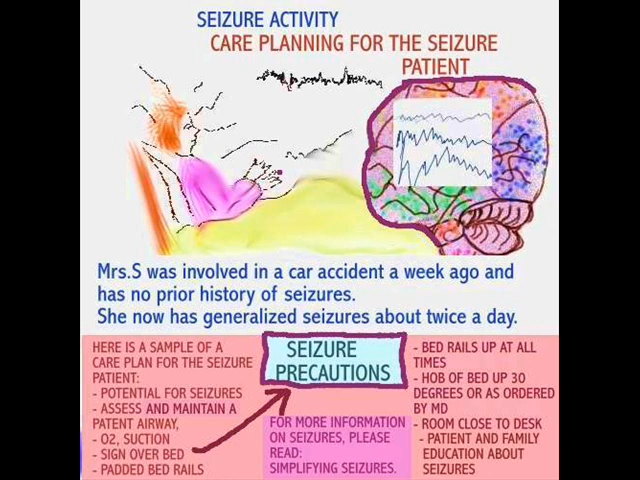 SEIZURE ACTIVITY
CARE PLANNING FOR THE SEIZURE
PATIENT
Mrs.S was involved in a car accident a week ago and
has no prior history of seizures.
She now has generalized seizures about twice a day.
HERE IS A SAMPLE OF A
CARE PLAN FOR THE SEIZURE
PATIENT:
- POTENTIAL FOR SEIZURES
- ASSESS AND MAINTAIN A
PATENT AIRWAY,
- O2, SUCTION
- SIGN OVER BED
- PADDED BED RAILS
SEIZURE
PRECAUTIONS
FOR MORE INFORMATION
ON SEIZURES, PLEASE
READ:
SIMPLIFYING SEIZURES.
- BED RAILS UP AT ALL
TIMES
- HOB OF BED UP 30
DEGREES OR AS ORDERED
BY MD
- ROOM CLOSE TO DESK
- PATIENT AND FAMILY
EDUCATION ABOUT
SEIZURES